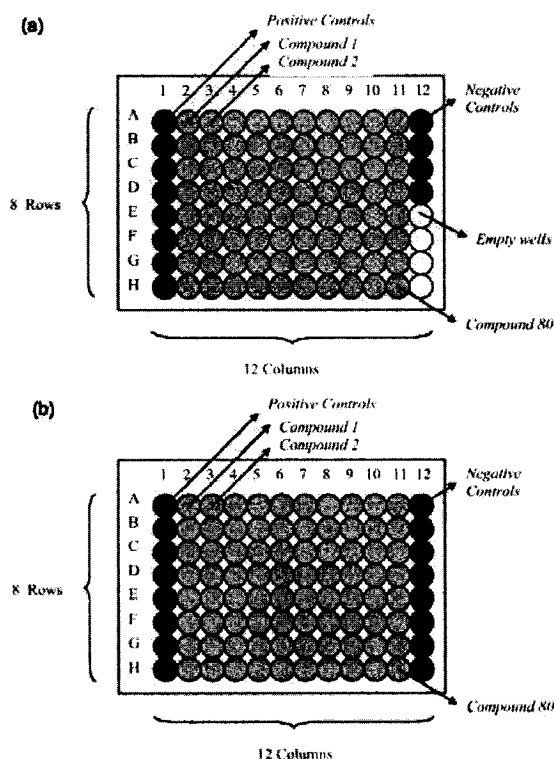 (a)
Positive Controls
Compound 1
Compound 2
1 2 3 4 5 6 7 8 9 10 11 12
Negative Controls
A
B
C
D
E
F
G
H
8 Rows
Empty wells
Compound 80
12 Columns
(b)
Positive Controls
Compound 1
Compound 2
1 2 3 4 5 6 7 8 9 10 11 12
Negative Controls
A
B
C
D
E
F
G
H
8 Rows
Compound 80
12 Columns